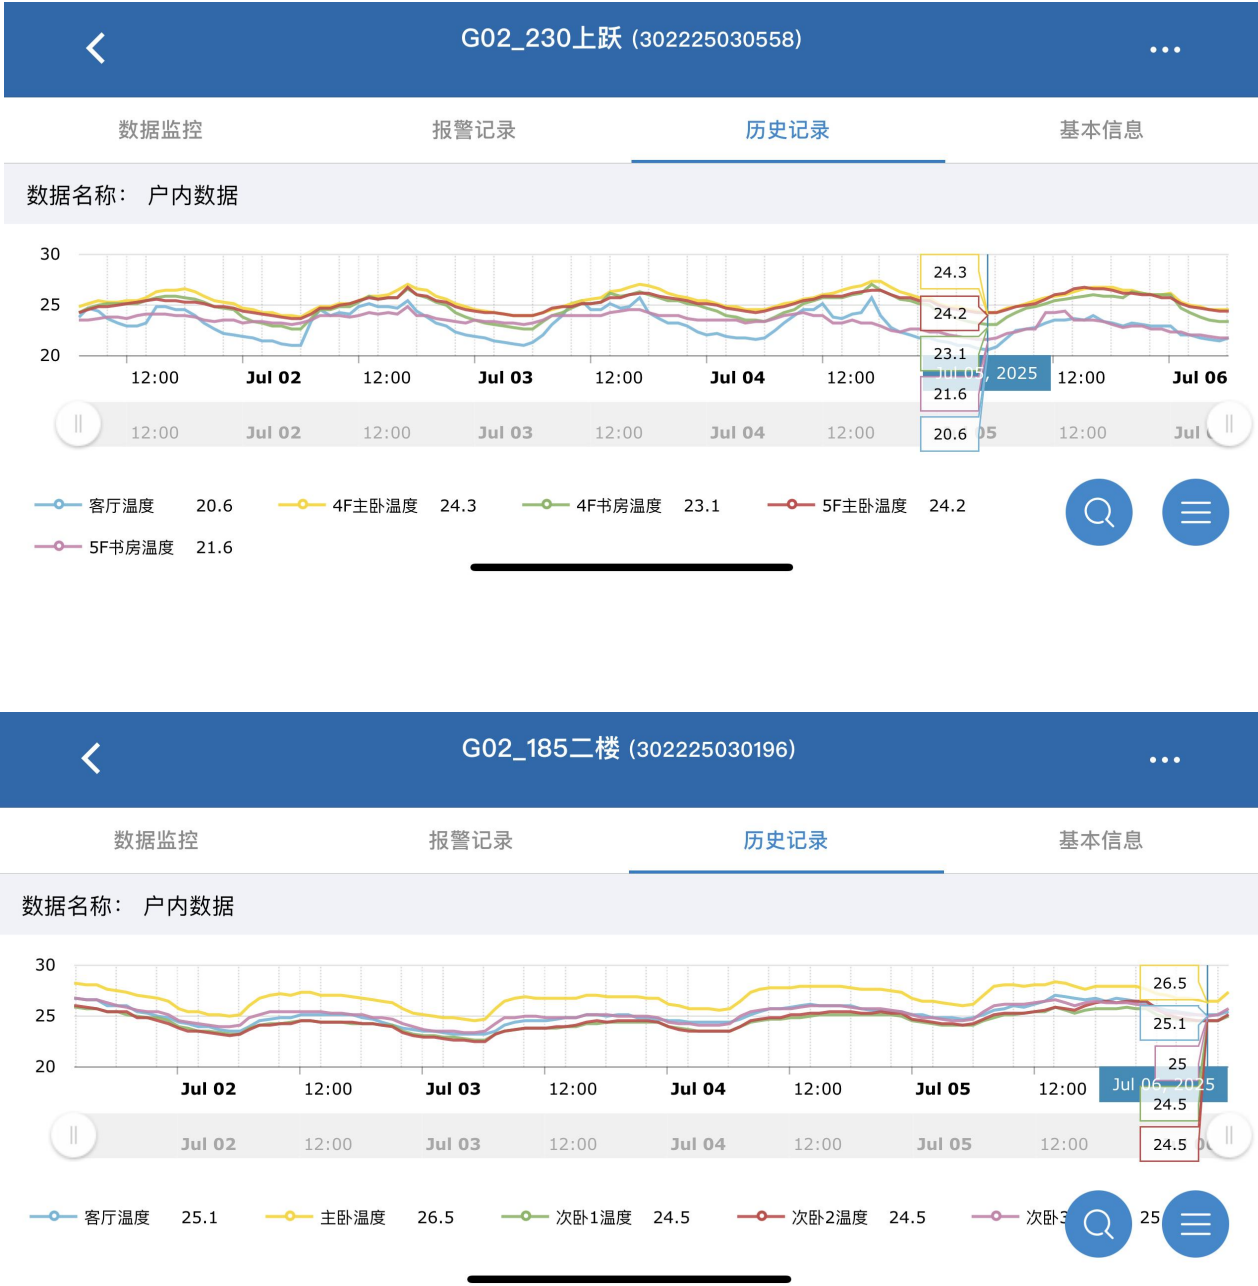 G02_230上跃 (302225030558)
数据监控 报警记录 历史记录 基本信息
数据名称： 户内数据
30
25
20
24.3
24.2
23.1
21.6
20.6
Jul 05, 2025
12:00 Jul 02 12:00 Jul 03 12:00 Jul 04 12:00 12:00 Jul 06
12:00 Jul 02 12:00 Jul 03 12:00 Jul 04 12:00 05 12:00 Jul
客厅温度 20.6 4F主卧温度 24.3 4F书房温度 23.1 5F主卧温度 24.2
5F书房温度 21.6
G02_185二楼 (302225030196)
数据监控 报警记录 历史记录 基本信息
数据名称： 户内数据
30
25
20
26.5
25.1
25
24.5
24.5
Jul 06, 2025
Jul 02 12:00 Jul 03 12:00 Jul 04 12:00 Jul 05 12:00
Jul 02 12:00 Jul 03 12:00 Jul 04 12:00 Jul 05 12:00
客厅温度 25.1 主卧温度 26.5 次卧1温度 24.5 次卧2温度 24.5 次卧3 25